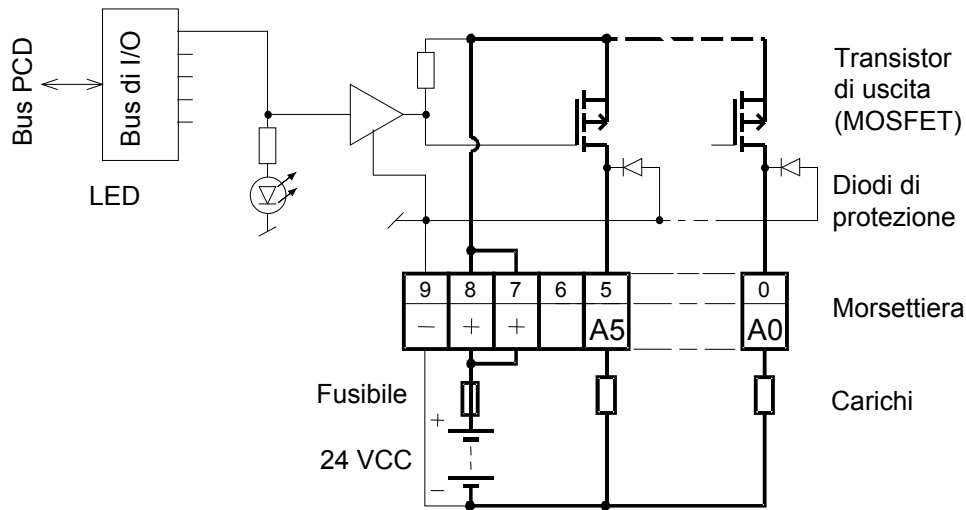 Bus PCD
Bus di I/O
LED
Transistor
di uscita
(MOSFET)
Diodi di
protezione
9 8 7 6 5 0
− + + A5 A0
Morsettiera
Fusibile
Carichi
+
24 VCC
−